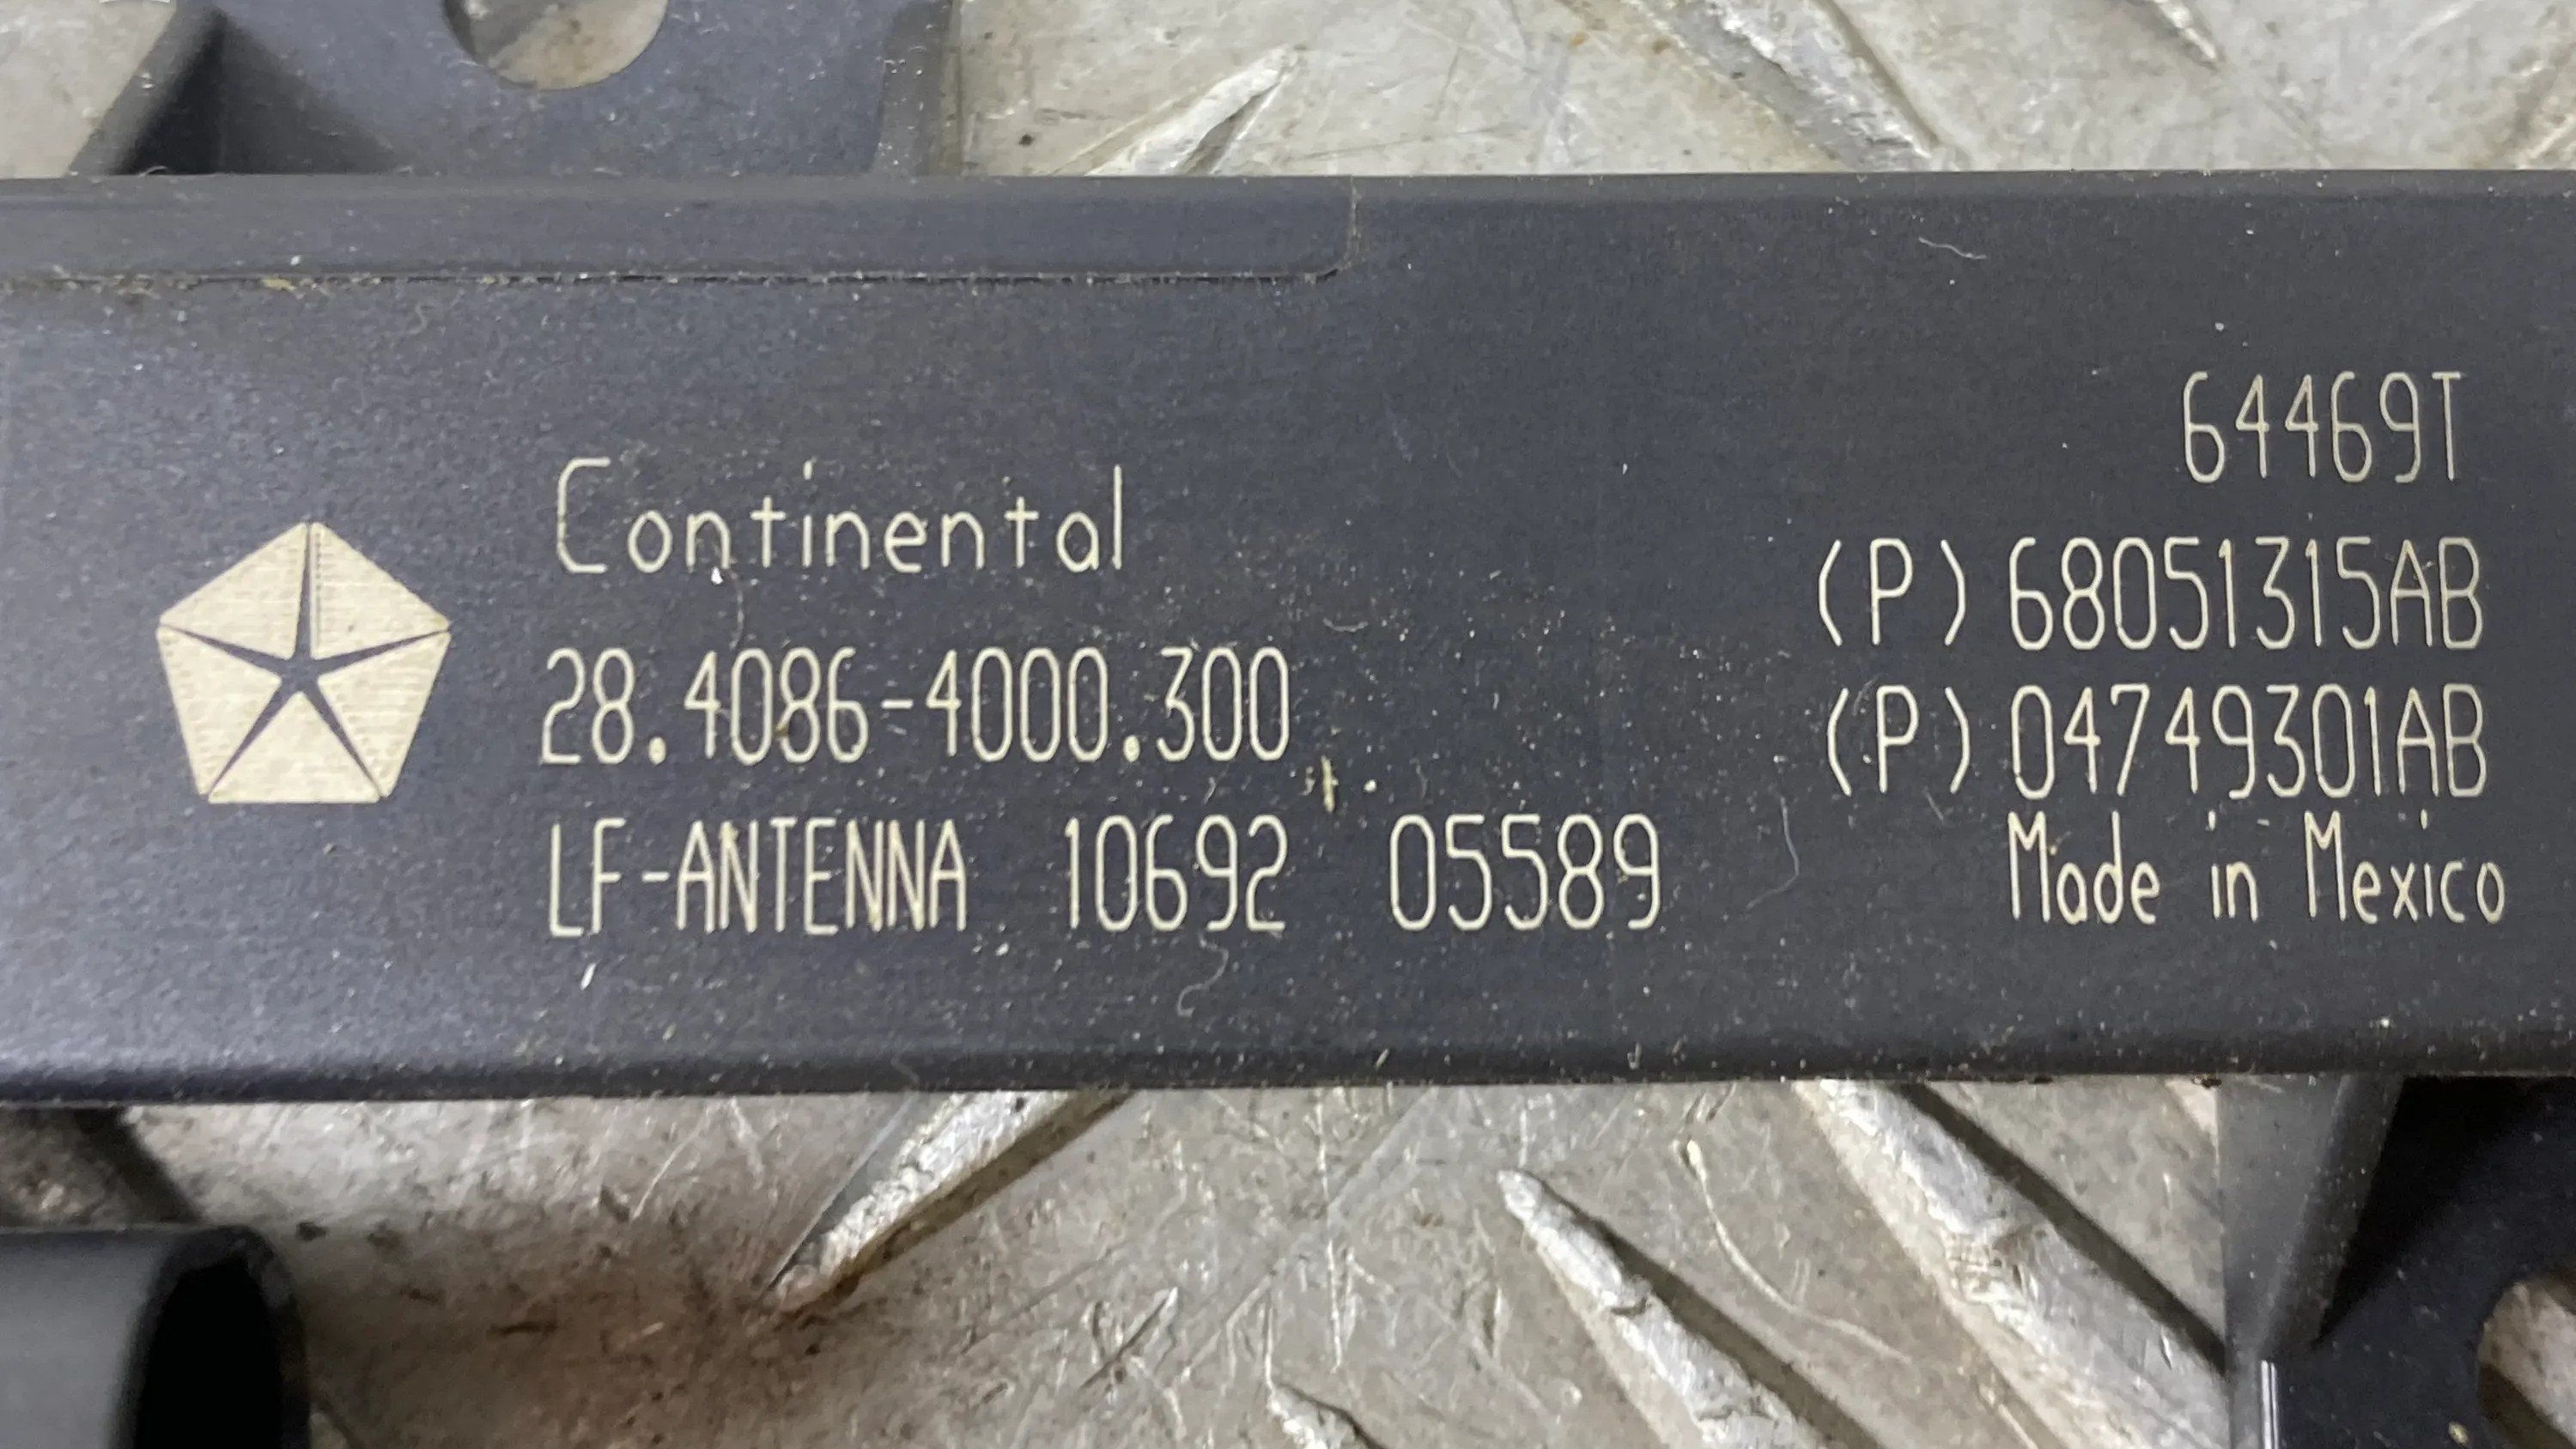 Continental
28.4086-4000.300
LF-ANTENNA 10692 05589
64469T
(P) 68051315AB
(P) 04749301AB
Made in Mexico